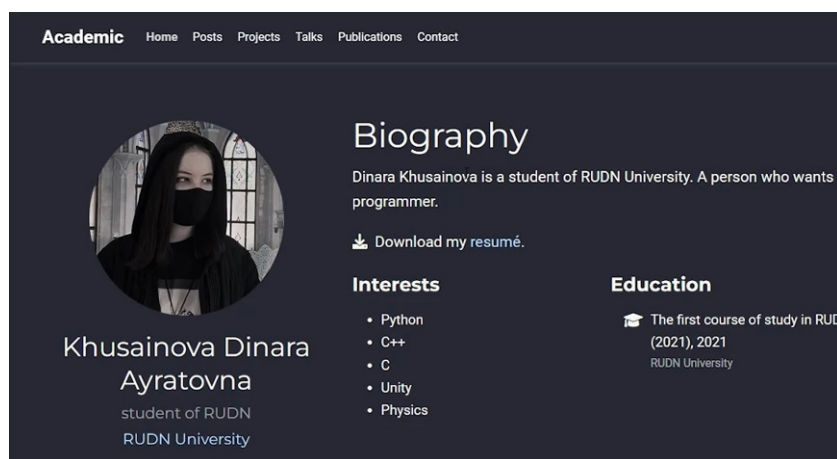 Academic Home Posts Projects Talks Publications Contact
Biography
Dinara Khusainova is a student of RUDN University. A person who wants
programmer.
Download my resumé.
Interests
Python
C++
C
Unity
Physics
Education
The first course of study in RUD
(2021), 2021
RUDN University
Khusainova Dinara
Ayratovna
student of RUDN
RUDN University